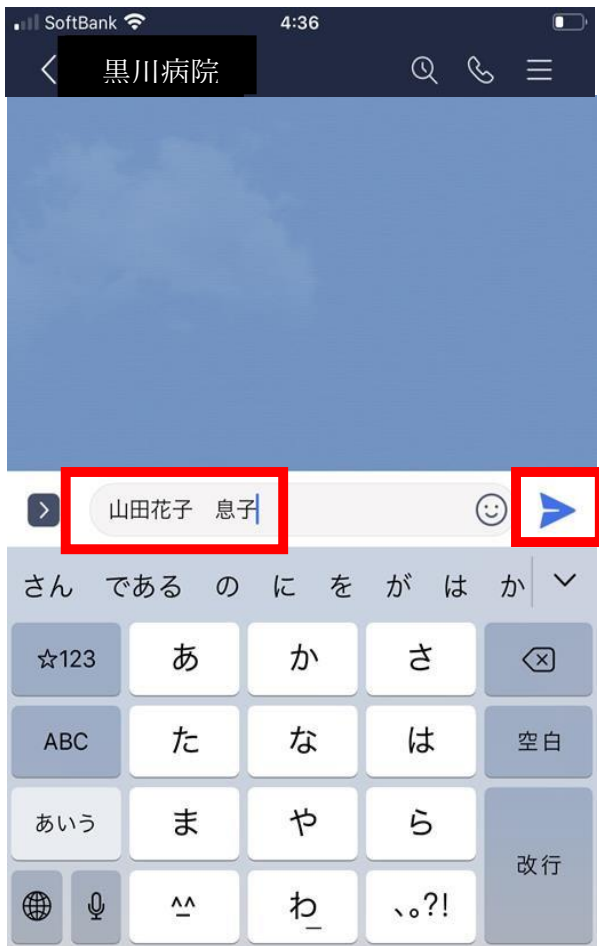 SoftBank 4:36
黒川病院
山田花子 息子
さん である の に を が は か
☆123 あ か さ
ABC た な は 空白
あいう ま や ら
改行
^^ わ_ 、。?!